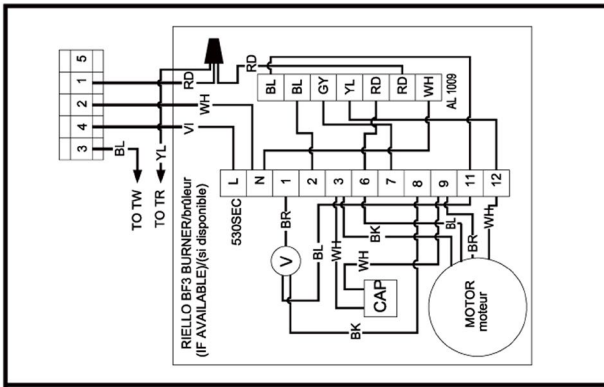 5
1
2
4
3
RD
WH
VI
BL
YL
TO TW
TO TR
RD
RIELLO BF3 BURNER/brûleur
(IF AVAILABLE)/(si disponible)
530SEC
BL
BL
GY
YL
RD
RD
WH
AL 1009
L
N
1
2
3
6
7
8
9
11
12
BR
BL
WH
BK
WH
BL
BR
WH
V
CAP
BK
MOTOR
moteur